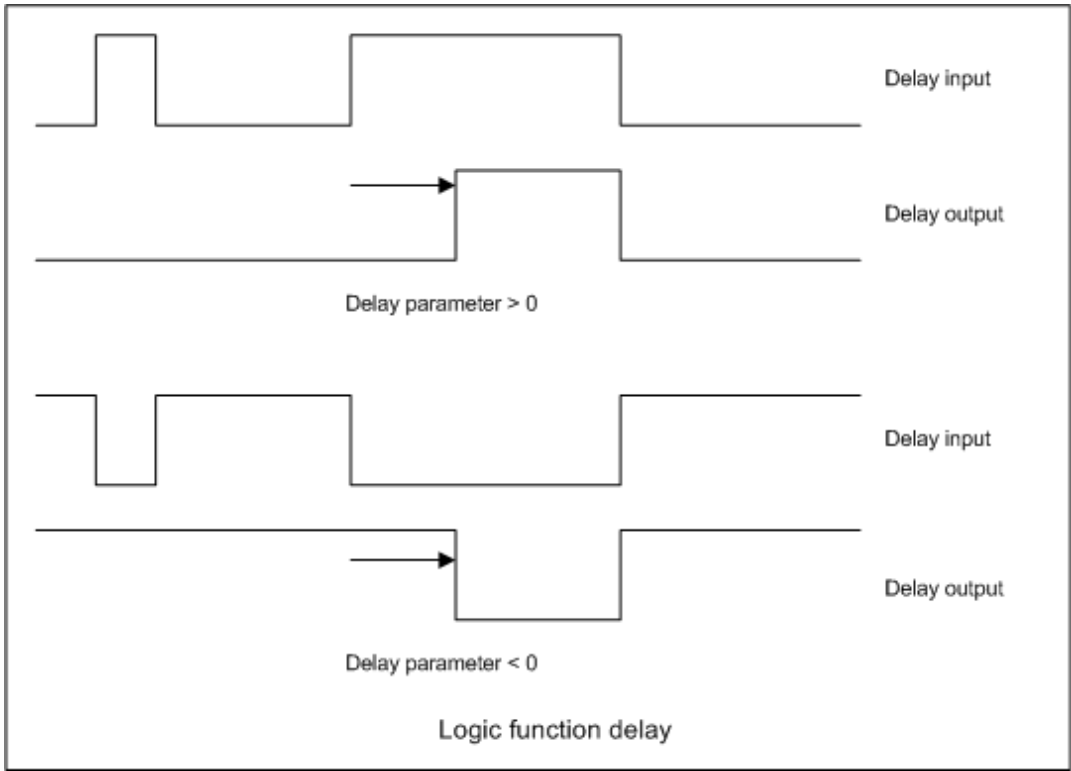 Delay input
Delay output
Delay parameter > 0
Delay input
Delay output
Delay parameter < 0
Logic function delay